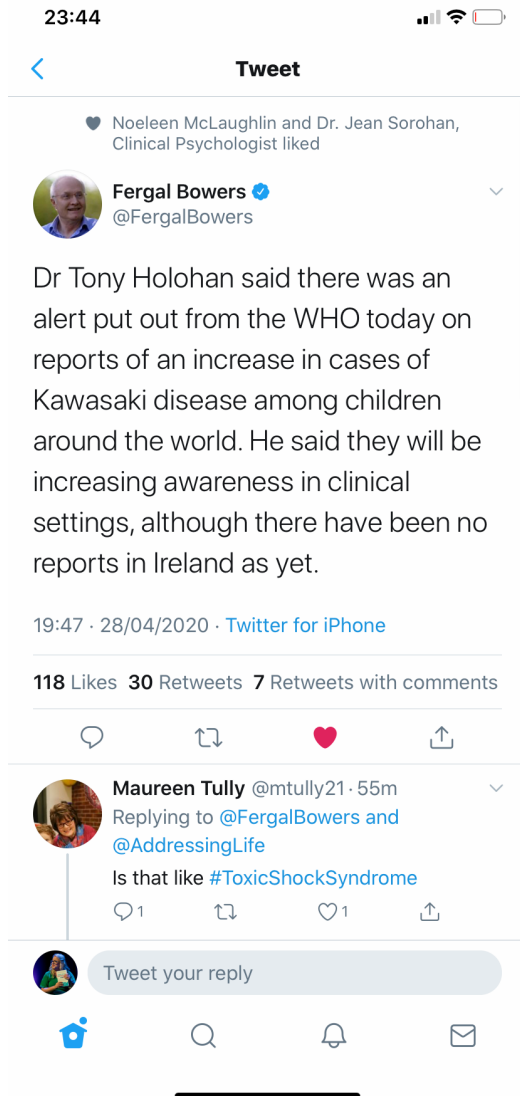 23:44
Tweet
Noeleen McLaughlin and Dr. Jean Sorohan,
Clinical Psychologist liked
Fergal Bowers
@FergalBowers
Dr Tony Holohan said there was an
alert put out from the WHO today on
reports of an increase in cases of
Kawasaki disease among children
around the world. He said they will be
increasing awareness in clinical
settings, although there have been no
reports in Ireland as yet.
19:47 · 28/04/2020 · Twitter for iPhone
118 Likes 30 Retweets 7 Retweets with comments
Maureen Tully @mtully21 · 55m
Replying to @FergalBowers and
@AddressingLife
Is that like #ToxicShockSyndrome
1 1
Tweet your reply